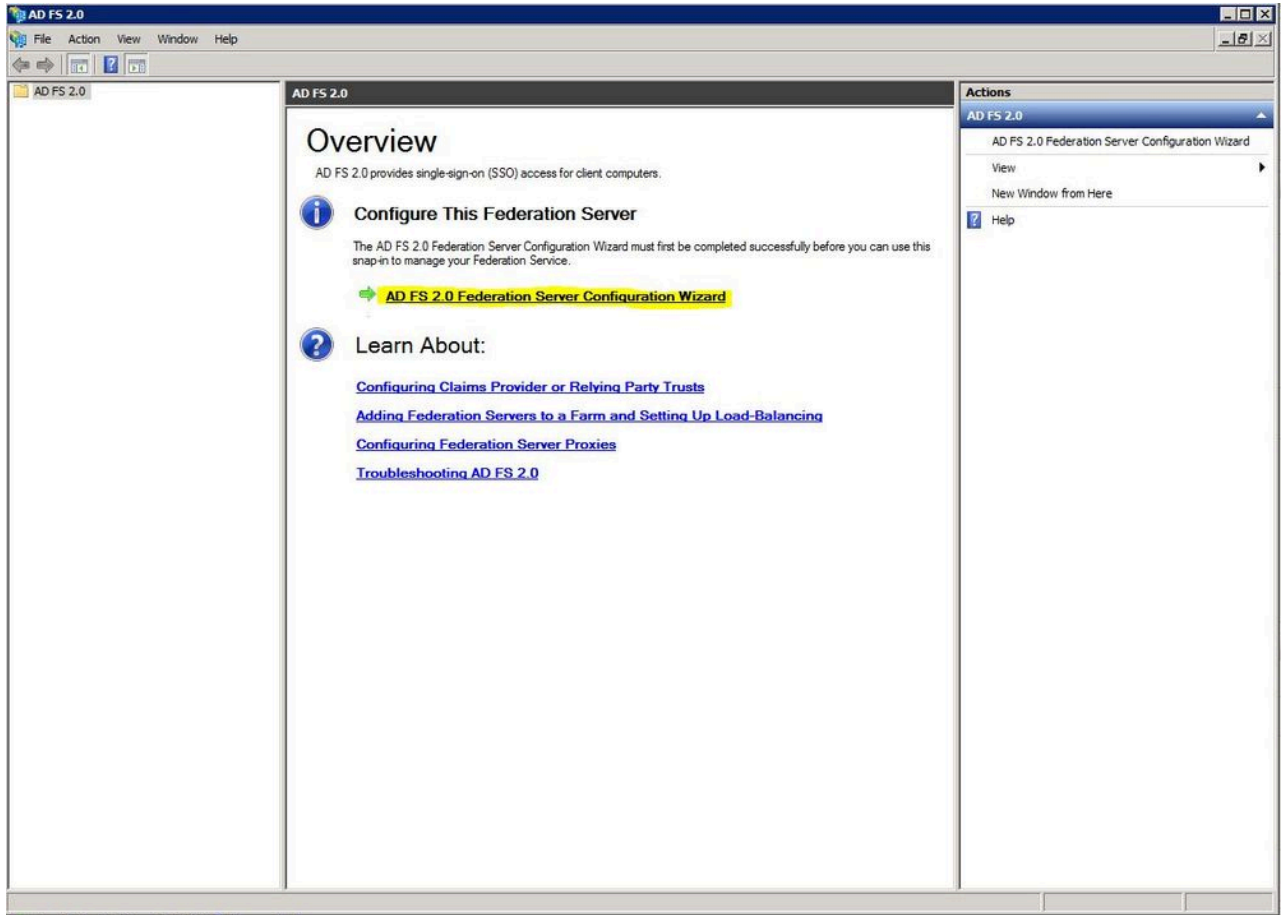 AD FS 2.0
File Action View Window Help
AD FS 2.0
AD FS 2.0
Overview
AD FS 2.0 provides single-sign-on (SSO) access for client computers.
Configure This Federation Server
The AD FS 2.0 Federation Server Configuration Wizard must first be completed successfully before you can use this
snap-in to manage your Federation Service.
AD FS 2.0 Federation Server Configuration Wizard
Learn About:
Configuring Claims Provider or Relying Party Trusts
Adding Federation Servers to a Farm and Setting Up Load-Balancing
Configuring Federation Server Proxies
Troubleshooting AD FS 2.0
Actions
AD FS 2.0
AD FS 2.0 Federation Server Configuration Wizard
View
New Window from Here
Help